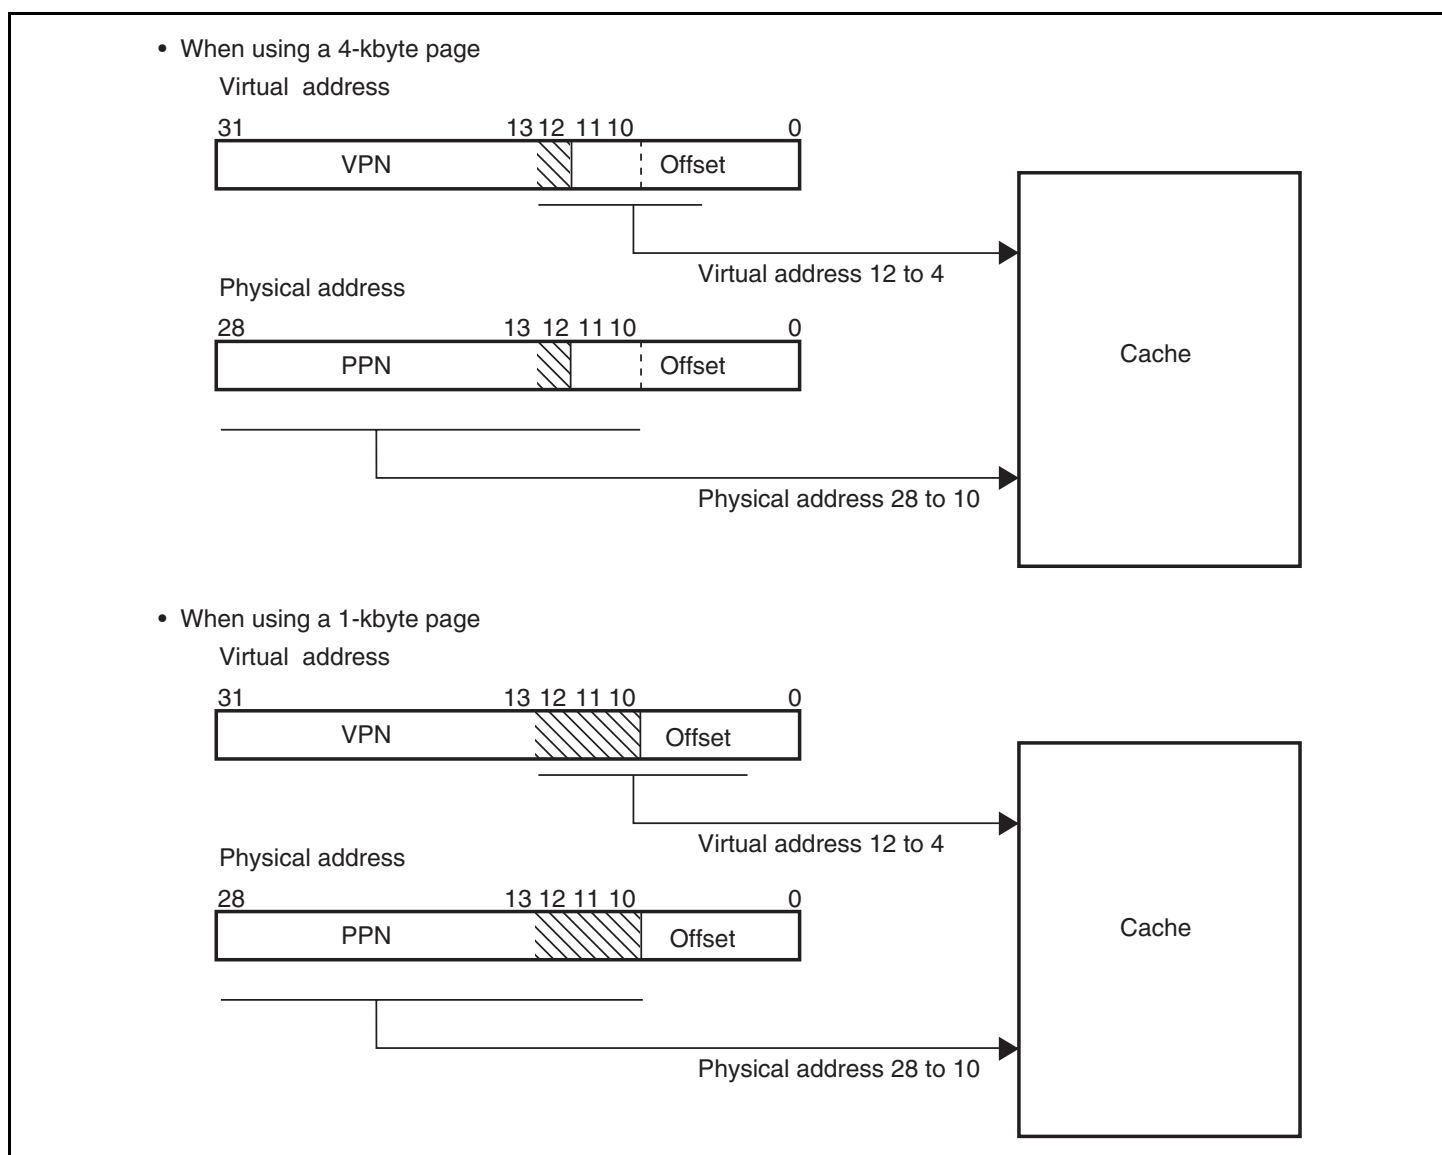 • When using a 4-kbyte page
Virtual address
31 13 12 11 10 0
VPN Offset
Virtual address 12 to 4
Physical address
28 13 12 11 10 0
PPN Offset
Cache
Physical address 28 to 10
• When using a 1-kbyte page
Virtual address
31 13 12 11 10 0
VPN Offset
Virtual address 12 to 4
Physical address
28 13 12 11 10 0
PPN Offset
Cache
Physical address 28 to 10